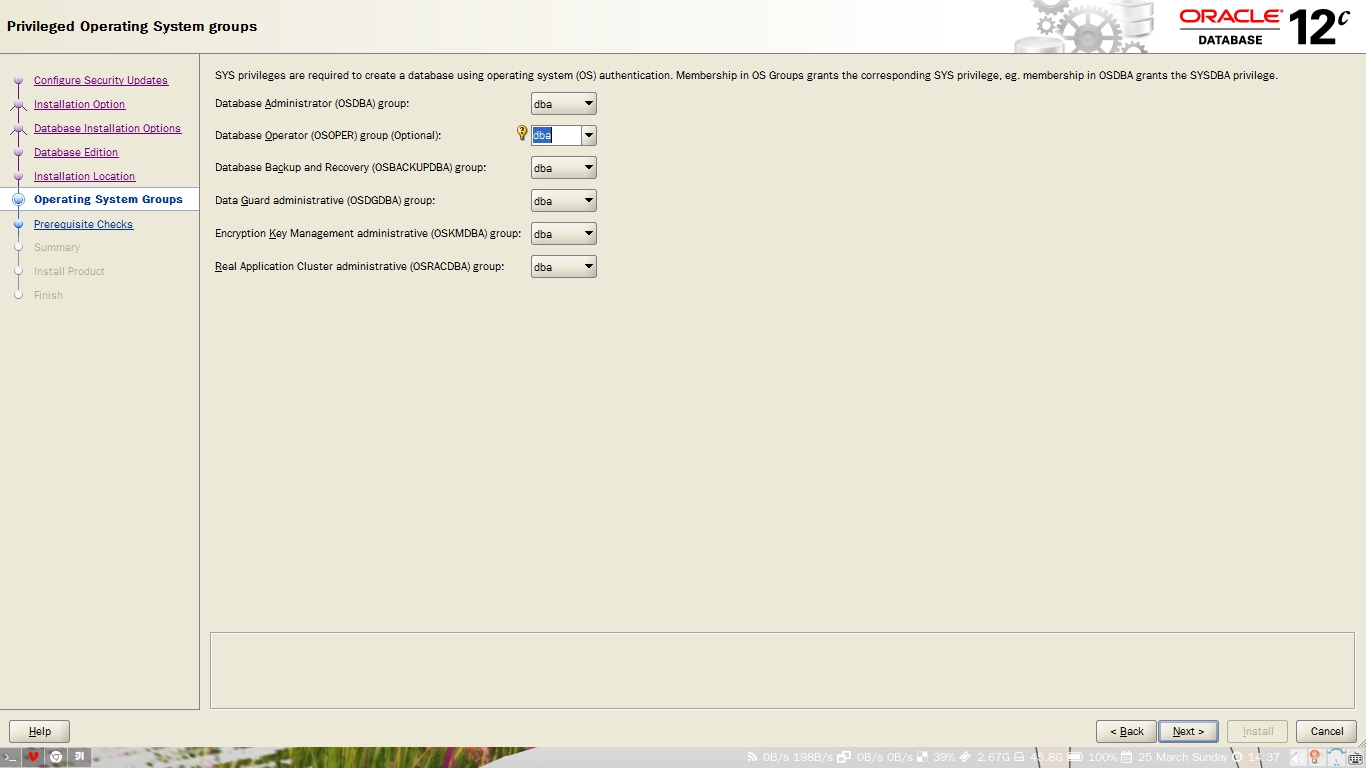 Privileged Operating System groups
ORACLE
DATABASE
12c
Configure Security Updates
Installation Option
Database Installation Options
Database Edition
Installation Location
Operating System Groups
Prerequisite Checks
Summary
Install Product
Finish
SYS privileges are required to create a database using operating system (OS) authentication. Membership in OS Groups grants the corresponding SYS privilege, eg. membership in OSDBA grants the SYSDBA privilege.
Database Administrator (OSDBA) group: dba
Database Operator (OSOPER) group (Optional): dba
Database Backup and Recovery (OSBACKUPDBA) group: dba
Data Guard administrative (OSDGDBA) group: dba
Encryption Key Management administrative (OSKMDBA) group: dba
Real Application Cluster administrative (OSRACDBA) group: dba
Help < Back Next > Install Cancel
0B/s 198B/s 0B/s 0B/s 39% 2.67G 45.8G 100% 25 March Sunday 14:37